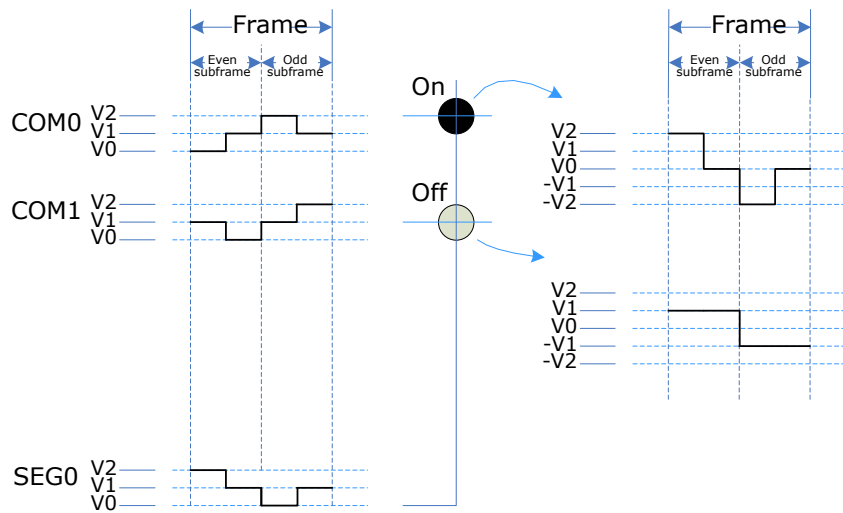 Frame
Even subframe
Odd subframe
COM0
V2
V1
V0
COM1
V2
V1
V0
SEG0
V2
V1
V0
On
Off
Frame
Even subframe
Odd subframe
V2
V1
V0
-V1
-V2
V2
V1
V0
-V1
-V2